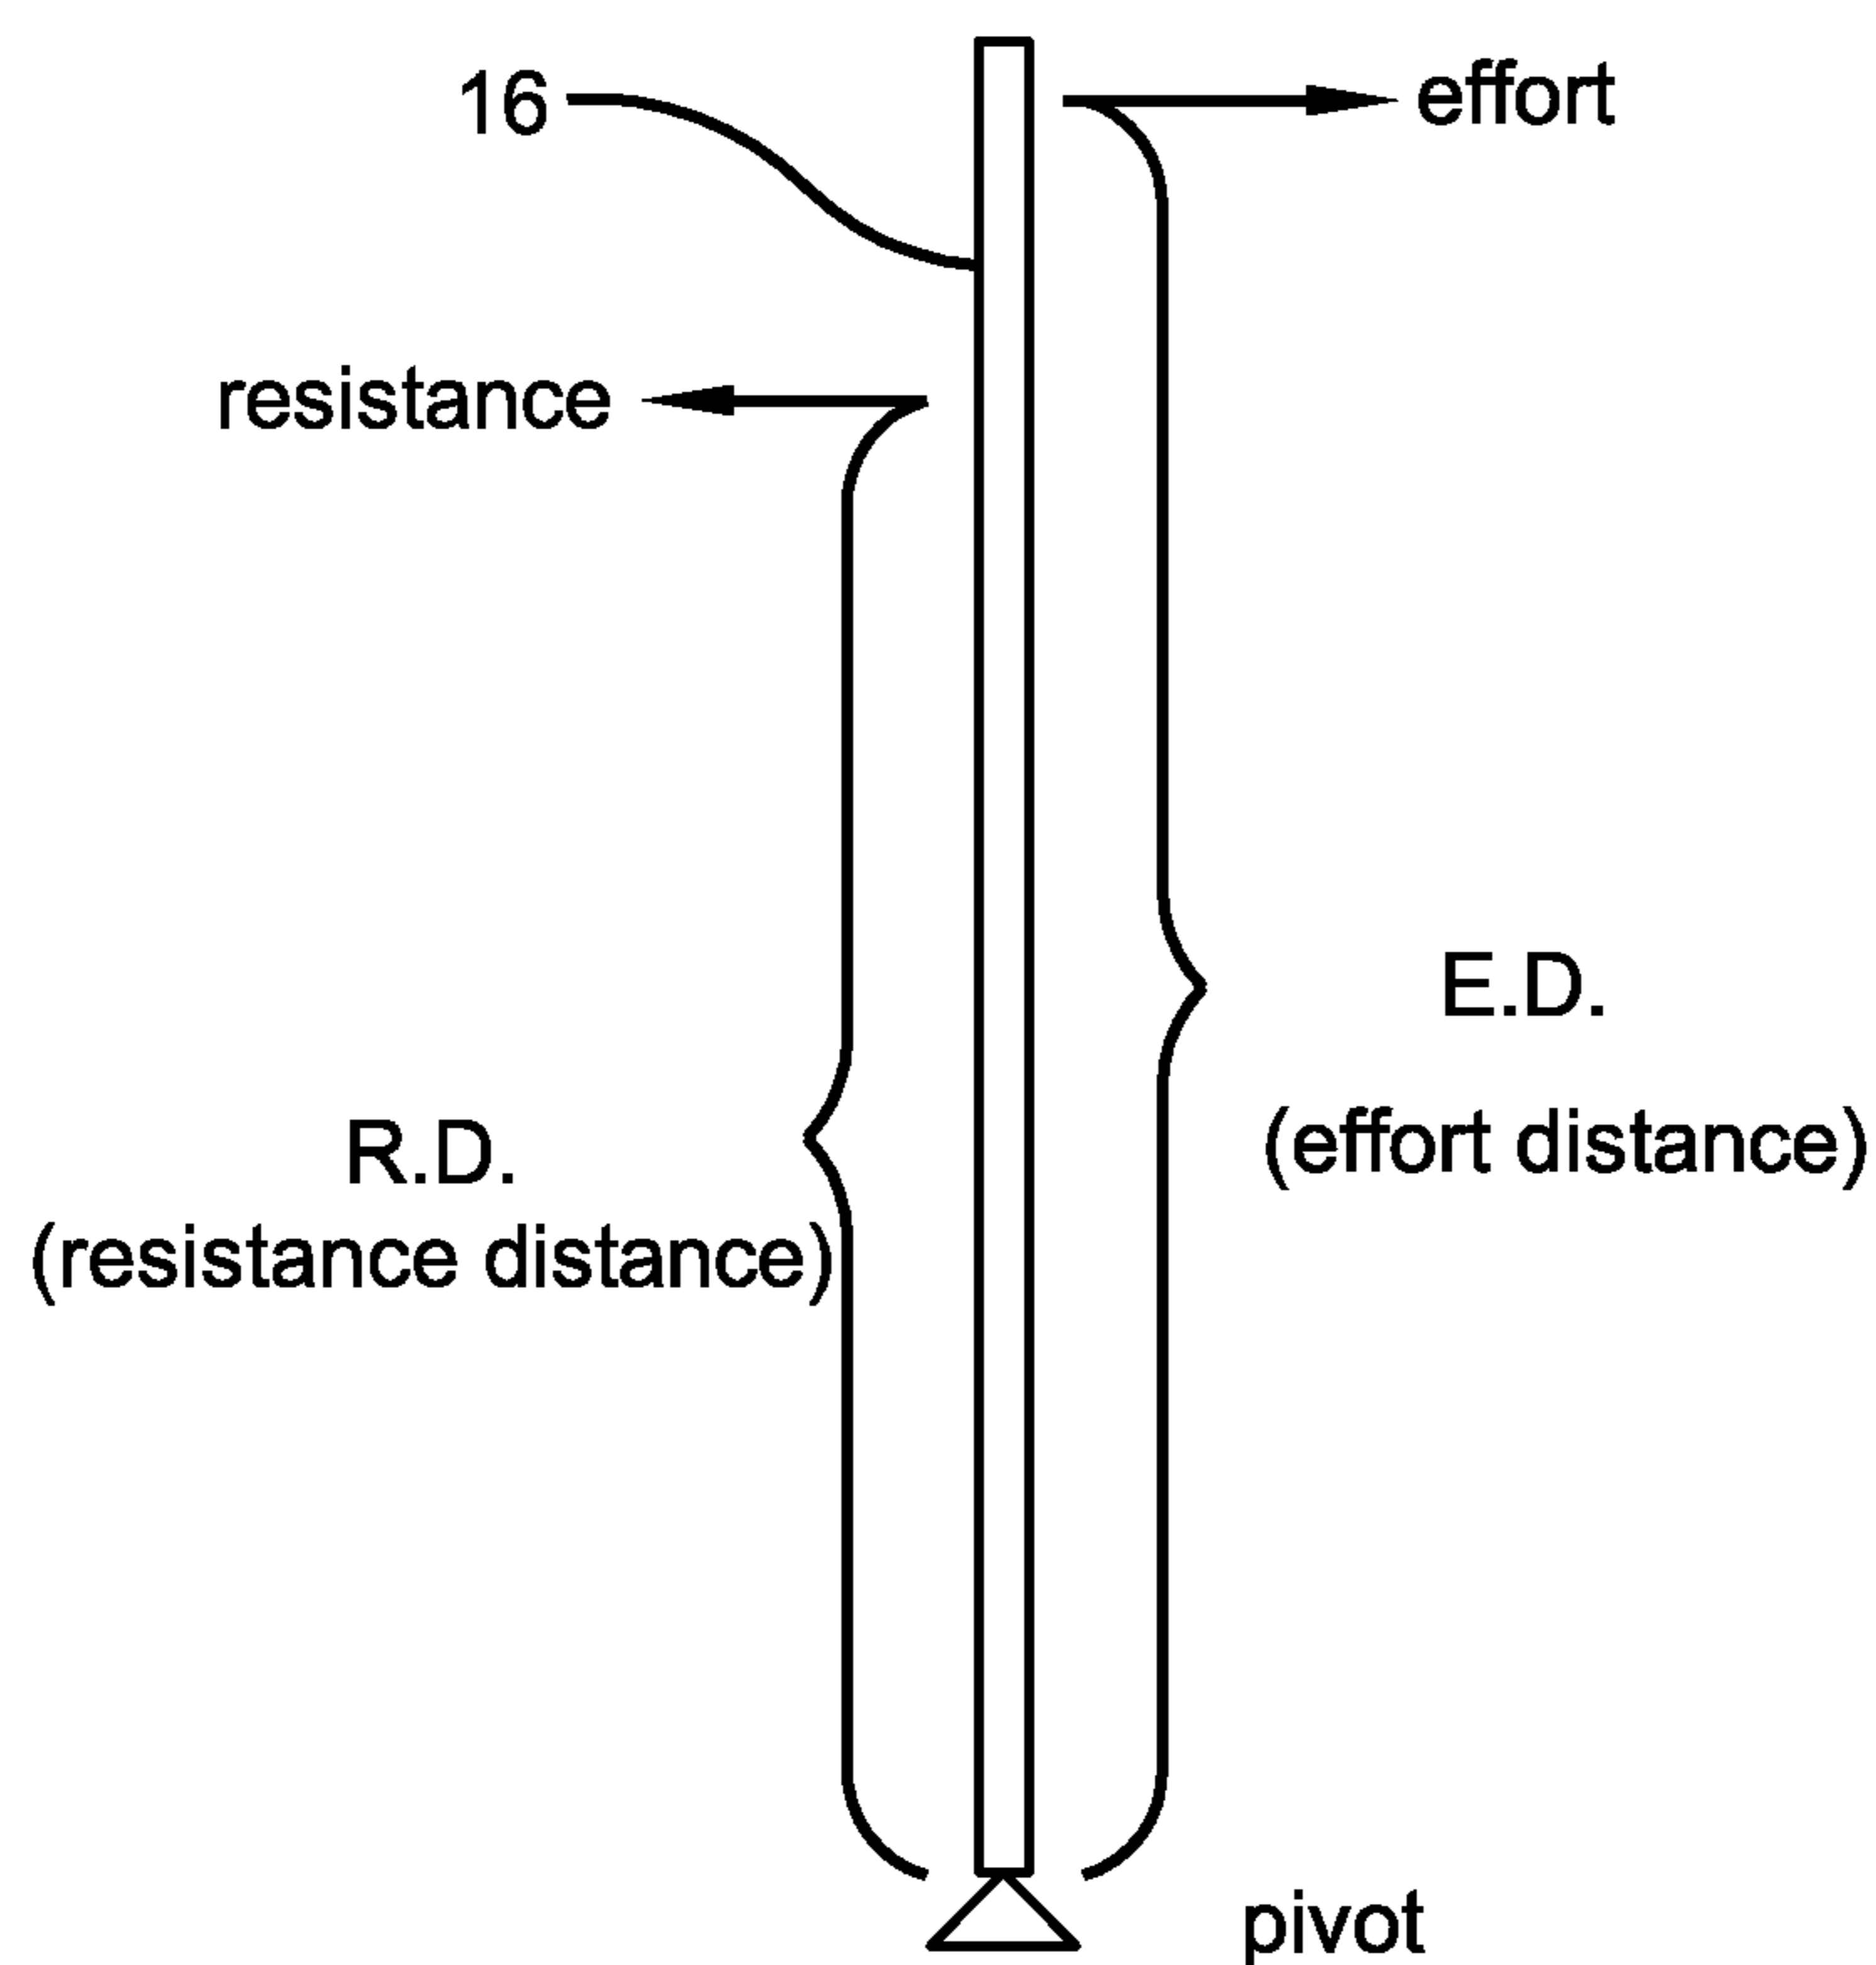 16
effort
resistance
E.D.
(effort distance)
R.D.
(resistance distance)
pivot